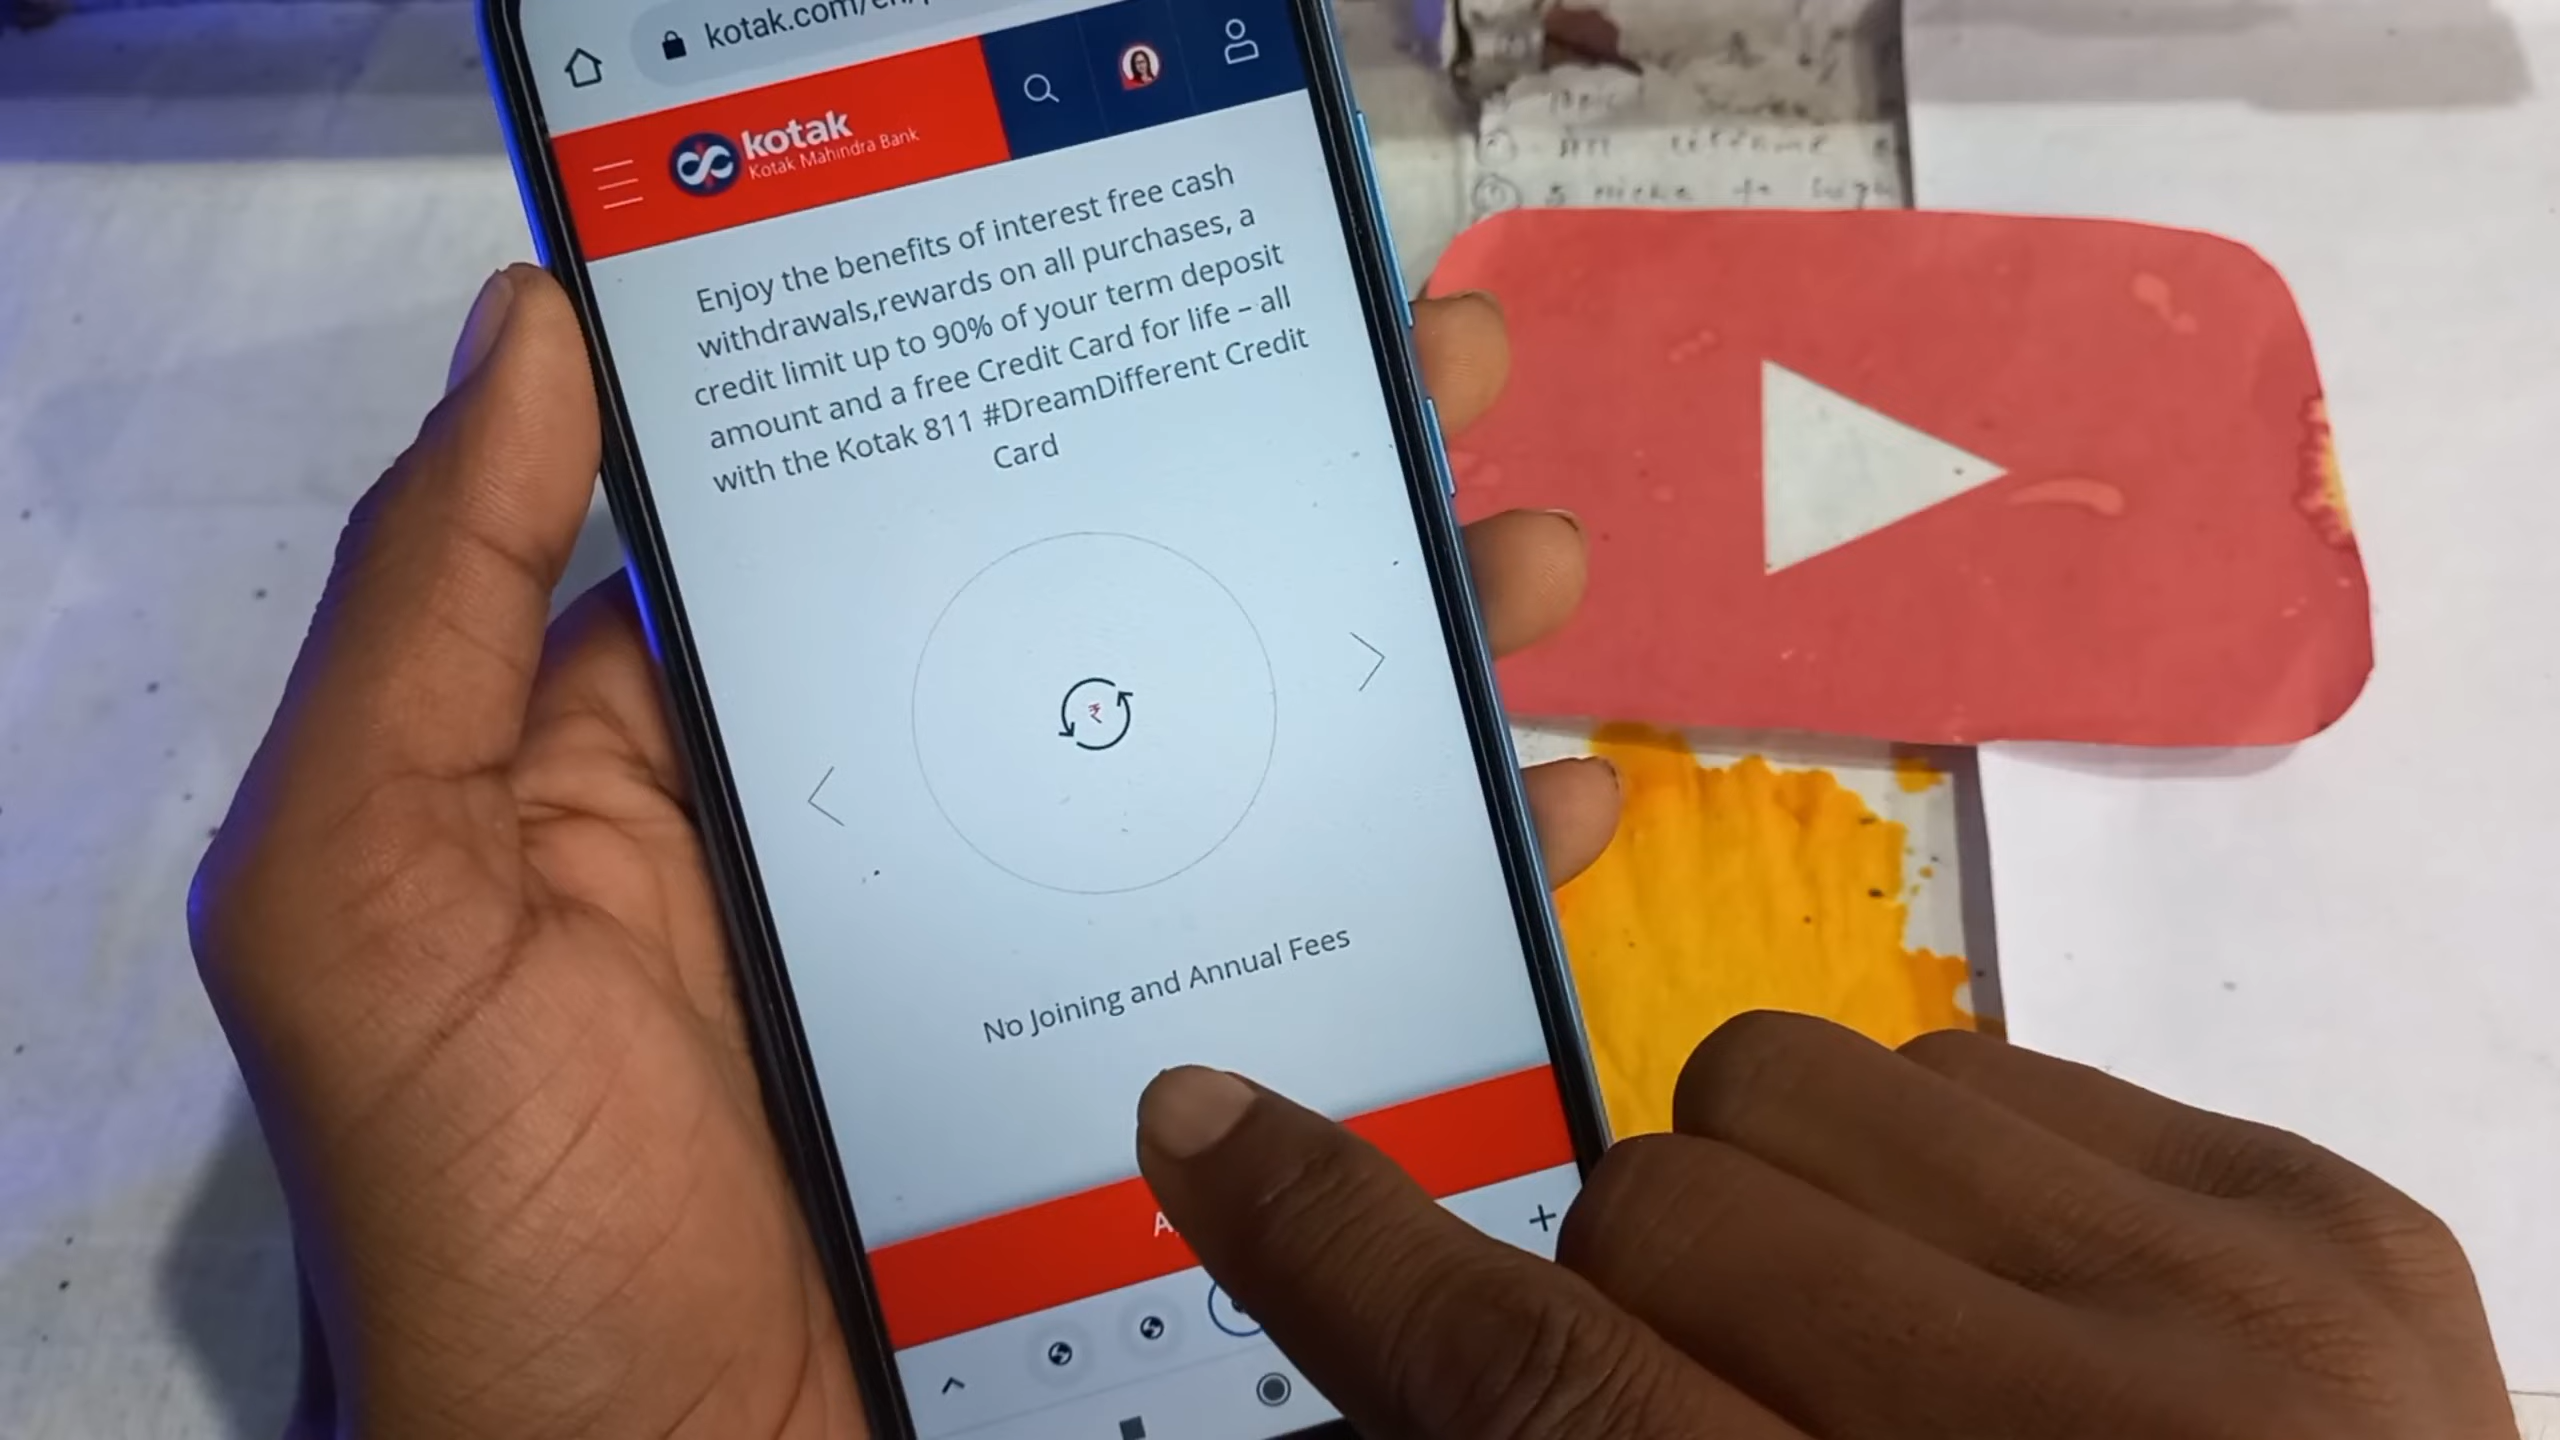 kotak.com/en/
kotak
Kotak Mahindra Bank
Enjoy the benefits of interest free cash
withdrawals,rewards on all purchases, a
credit limit up to 90% of your term deposit
amount and a free Credit Card for life – all
with the Kotak 811 #DreamDifferent Credit
Card
₹
No Joining and Annual Fees